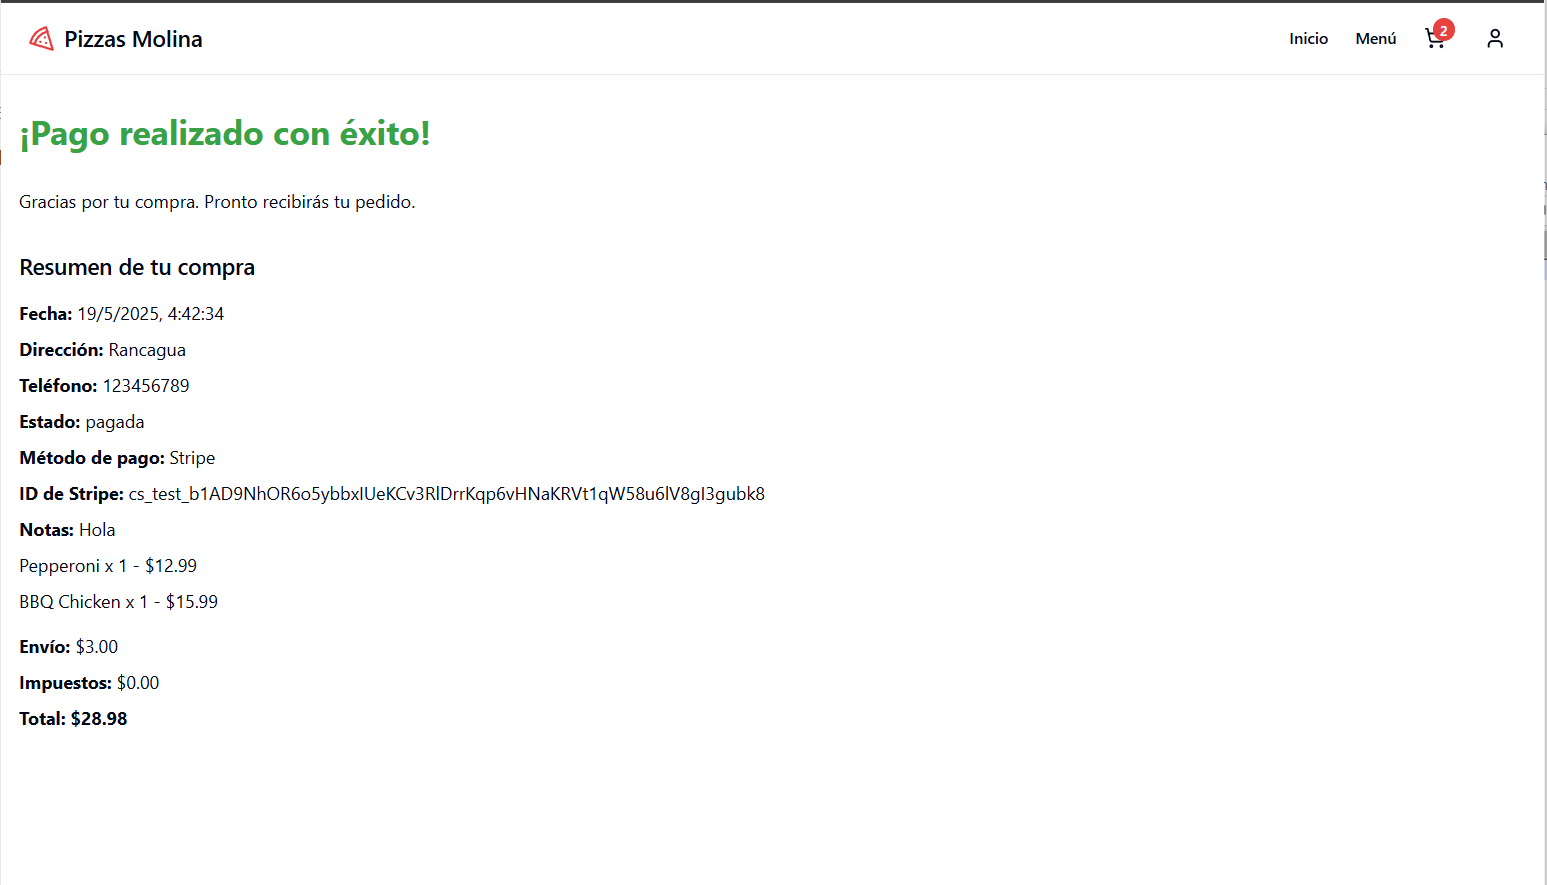 Pizzas Molina
Inicio
Menú
2
¡Pago realizado con éxito!
Gracias por tu compra. Pronto recibirás tu pedido.
Resumen de tu compra
Fecha: 19/5/2025, 4:42:34
Dirección: Rancagua
Teléfono: 123456789
Estado: pagada
Método de pago: Stripe
ID de Stripe: cs_test_b1AD9NhOR6o5ybbxIUeKCv3RlDrrKqp6vHNaKRVt1qW58u6lV8gI3gubk8
Notas: Hola
Pepperoni x 1 - $12.99
BBQ Chicken x 1 - $15.99
Envío: $3.00
Impuestos: $0.00
Total: $28.98